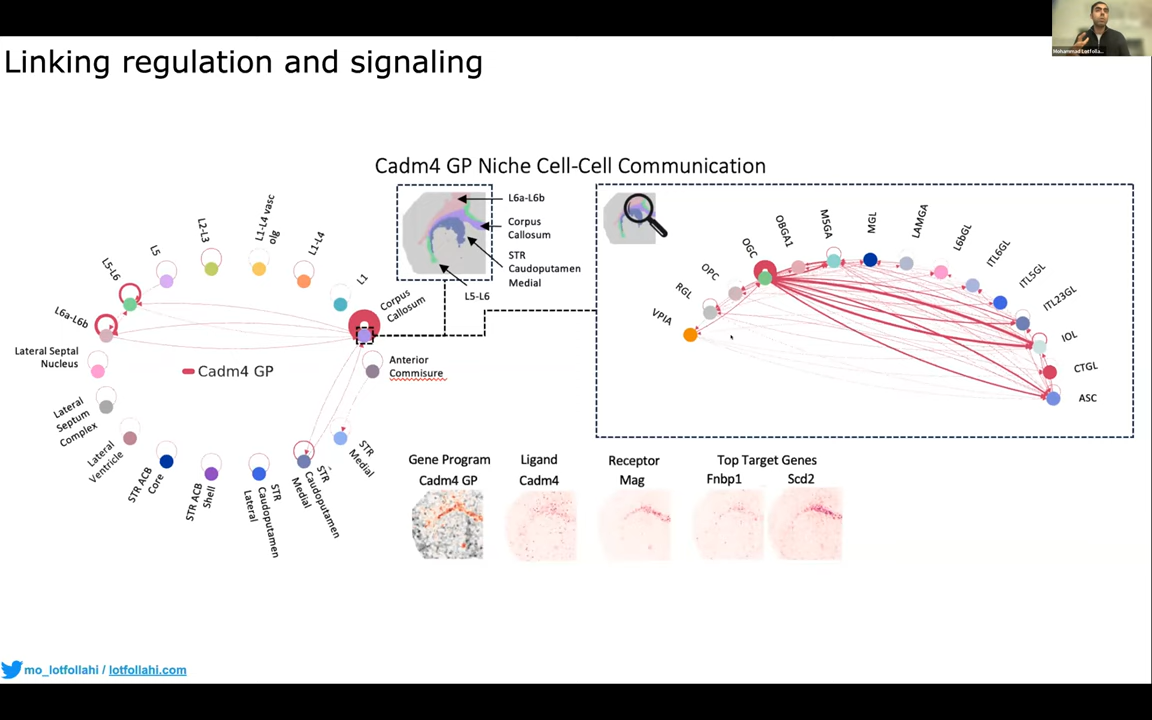 Mohammad Lotfolla...
Linking regulation and signaling
Cadm4 GP Niche Cell-Cell Communication
L6a-L6b
Corpus
Callosum
STR
Caudoputamen
Medial
L5-L6
L5-L6
L5
L2-L3
L1-L4 vasc
olg
L1-L4
L1
Corpus
Callosum
Anterior
Commisure
STR
Medial
STR
Caudoputamen
Medial
STR
Caudoputamen
Lateral
STR ACB
Shell
STR ACB
Core
Lateral
Ventricle
Lateral
Septum
Complex
Lateral Septal
Nucleus
L6a-L6b
Cadm4 GP
VPIA
RGL
OPC
OGC
OBGA1
MSGA
MGL
LAMGA
L6bGL
ITL6GL
ITL5GL
ITL23GL
IOL
CTGL
ASC
Gene Program
Cadm4 GP
Ligand
Cadm4
Receptor
Mag
Top Target Genes
Fnbp1
Scd2
mo_lotfollahi / lotfollahi.com